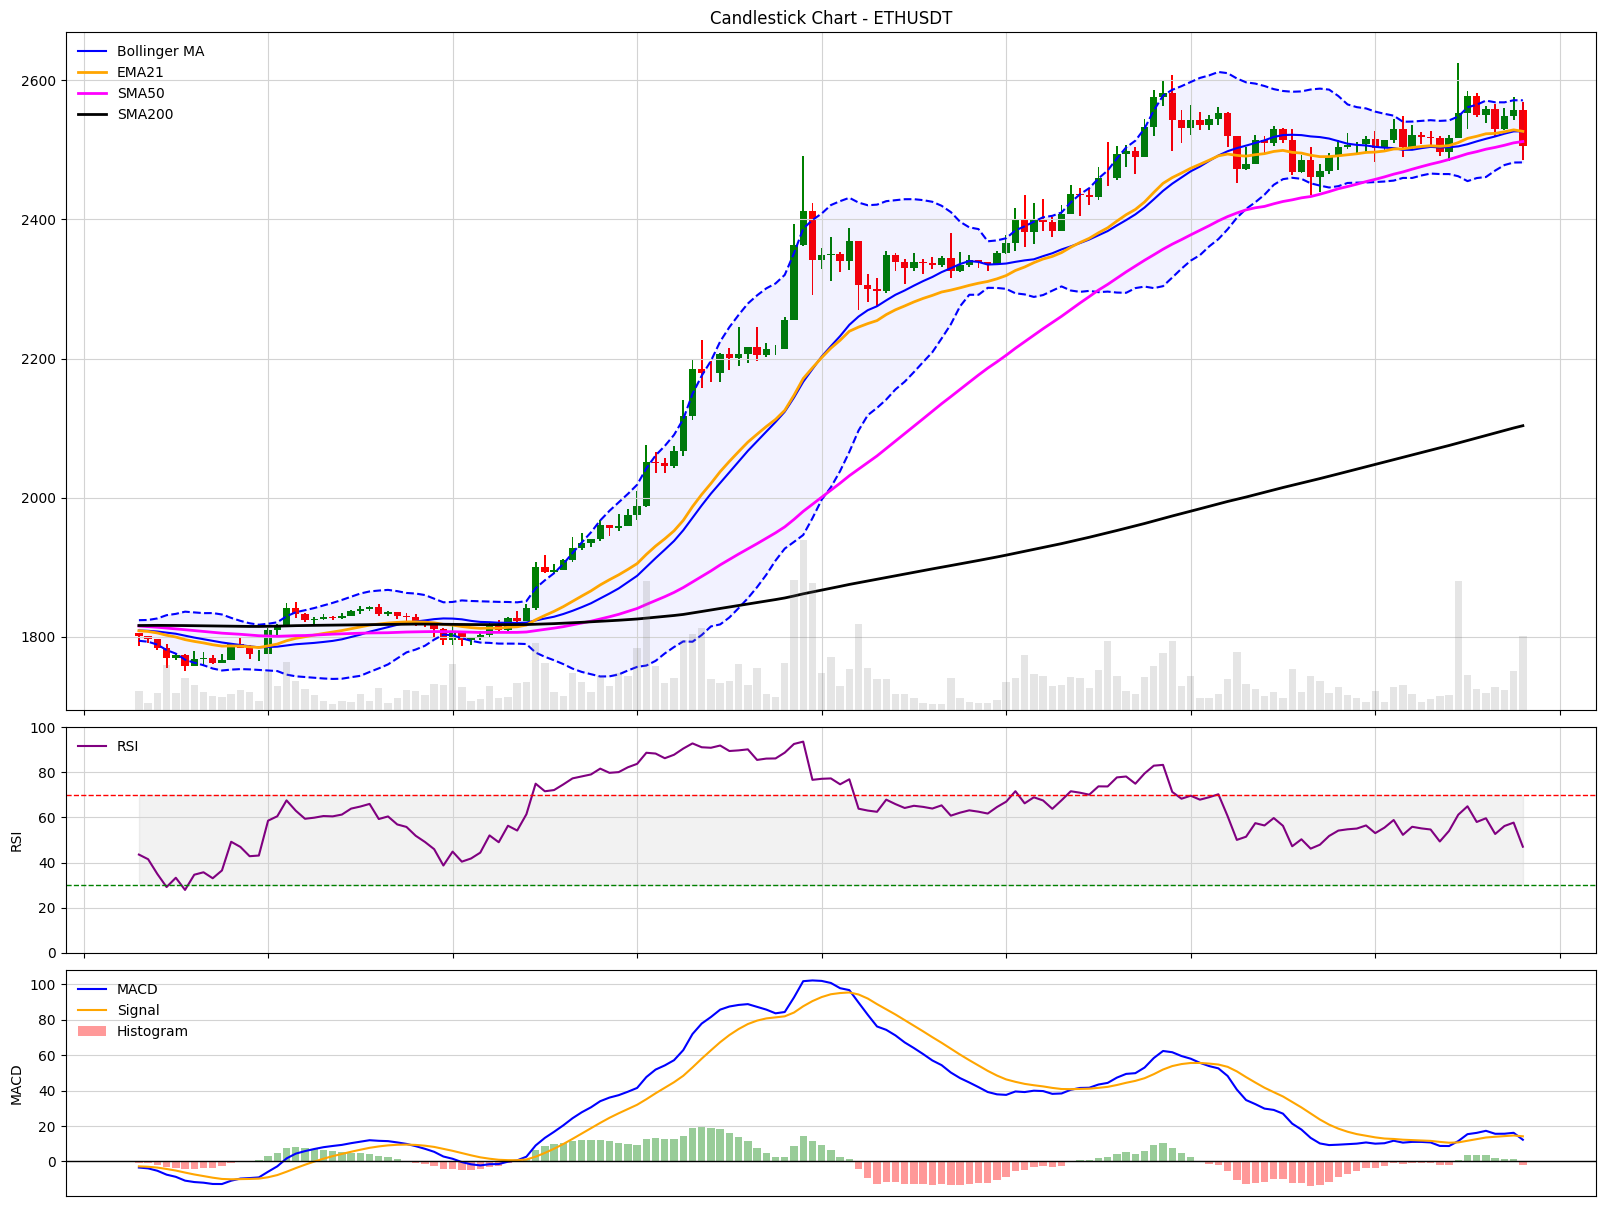 Candlestick Chart - ETHUSDT
Bollinger MA
EMA21
SMA50
SMA200
2600
2400
2200
2000
1800
RSI
100
80
60
40
20
0
RSI
MACD
Signal
Histogram
100
80
60
40
20
0
MACD